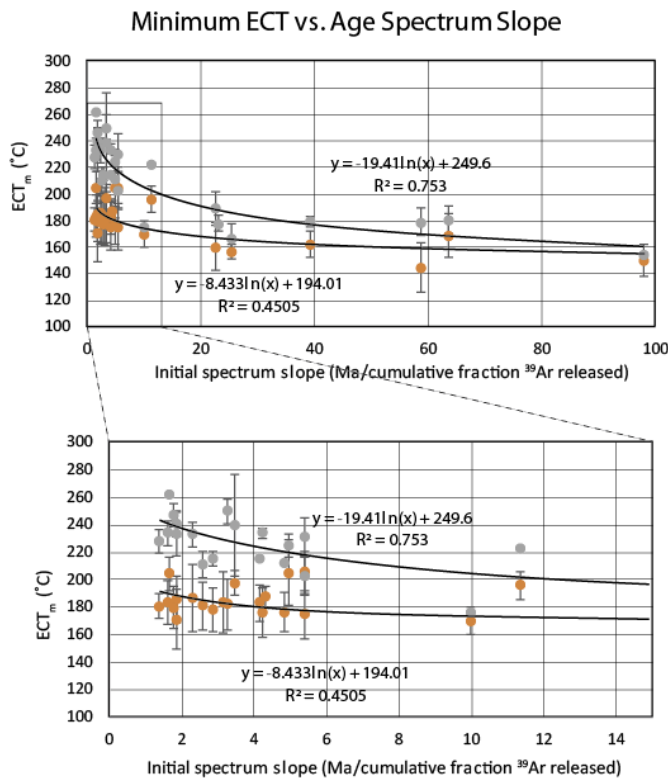 Minimum ECT vs. Age Spectrum Slope
300
280
260
240
220
200
180
160
140
120
100
ECTm (˚C)
y = -19.41ln(x) + 249.6
R² = 0.753
y = -8.433ln(x) + 194.01
R² = 0.4505
0 20 40 60 80 100
Initial spectrum slope (Ma/cumulative fraction ³⁹Ar released)
300
280
260
240
220
200
180
160
140
120
100
ECTm (˚C)
y = -19.41ln(x) + 249.6
R² = 0.753
y = -8.433ln(x) + 194.01
R² = 0.4505
2 4 6 8 10 12 14
Initial spectrum slope (Ma/cumulative fraction ³⁹Ar released)